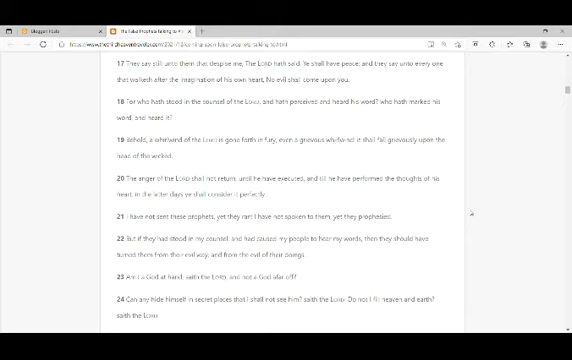 Blogger: Posts
The False Prophets talking to m
17 They say still unto them that despise me, The LORD hath said, Ye shall have peace; and they say unto every one
that walketh after the imagination of his own heart, No evil shall come upon you.
18 For who hath stood in the counsel of the LORD, and hath perceived and heard his word? who hath marked his
word, and heard it?
19 Behold, a whirlwind of the LORD is gone forth in fury, even a grievous whirlwind: it shall fall grievously upon the
head of the wicked.
20 The anger of the LORD shall not return, until he have executed, and till he have performed the thoughts of his
heart: in the latter days ye shall consider it perfectly.
21 I have not sent these prophets, yet they ran: I have not spoken to them, yet they prophesied.
22 But if they had stood in my counsel, and had caused my people to hear my words, then they should have
turned them from their evil way, and from the evil of their doings.
23 Am I a God at hand, saith the LORD, and not a God afar off?
24 Can any hide himself in secret places that I shall not see him? saith the LORD. Do not I fill heaven and earth?
saith the LORD.